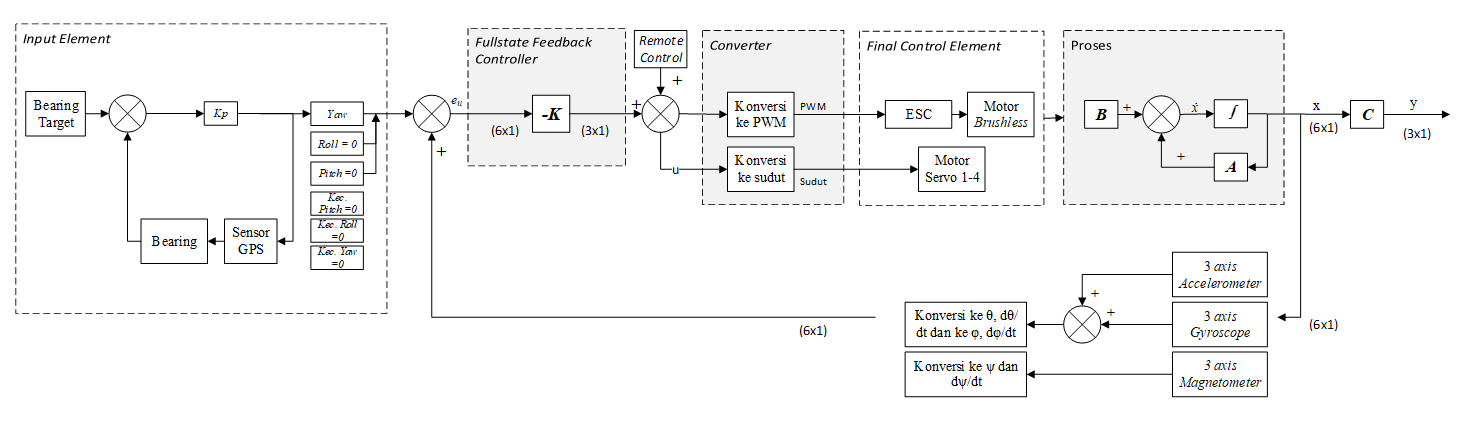 Input Element
Bearing
Target
Kp
Yaw
Roll = 0
Pitch =0
Kec.
Pitch =0
Kec. Roll
=0
Kec. Yaw
=0
Bearing
Sensor
GPS
+
eu
Fullstate Feedback
Controller
(6x1)
-K
(3x1)
Remote
Control
+
+
u
Converter
Konversi
ke PWM
PWM
Konversi
ke sudut
Sudut
Final Control Element
ESC
Motor
Brushless
Motor
Servo 1-4
Proses
B
+
ẋ
∫
+
A
x
(6x1)
C
y
(3x1)
3 axis
Accelerometer
+
3 axis
Gyroscope
+
(6x1)
3 axis
Magnetometer
Konversi ke θ, dθ/
dt dan ke φ, dφ/dt
Konversi ke ψ dan
dψ/dt
(6x1)